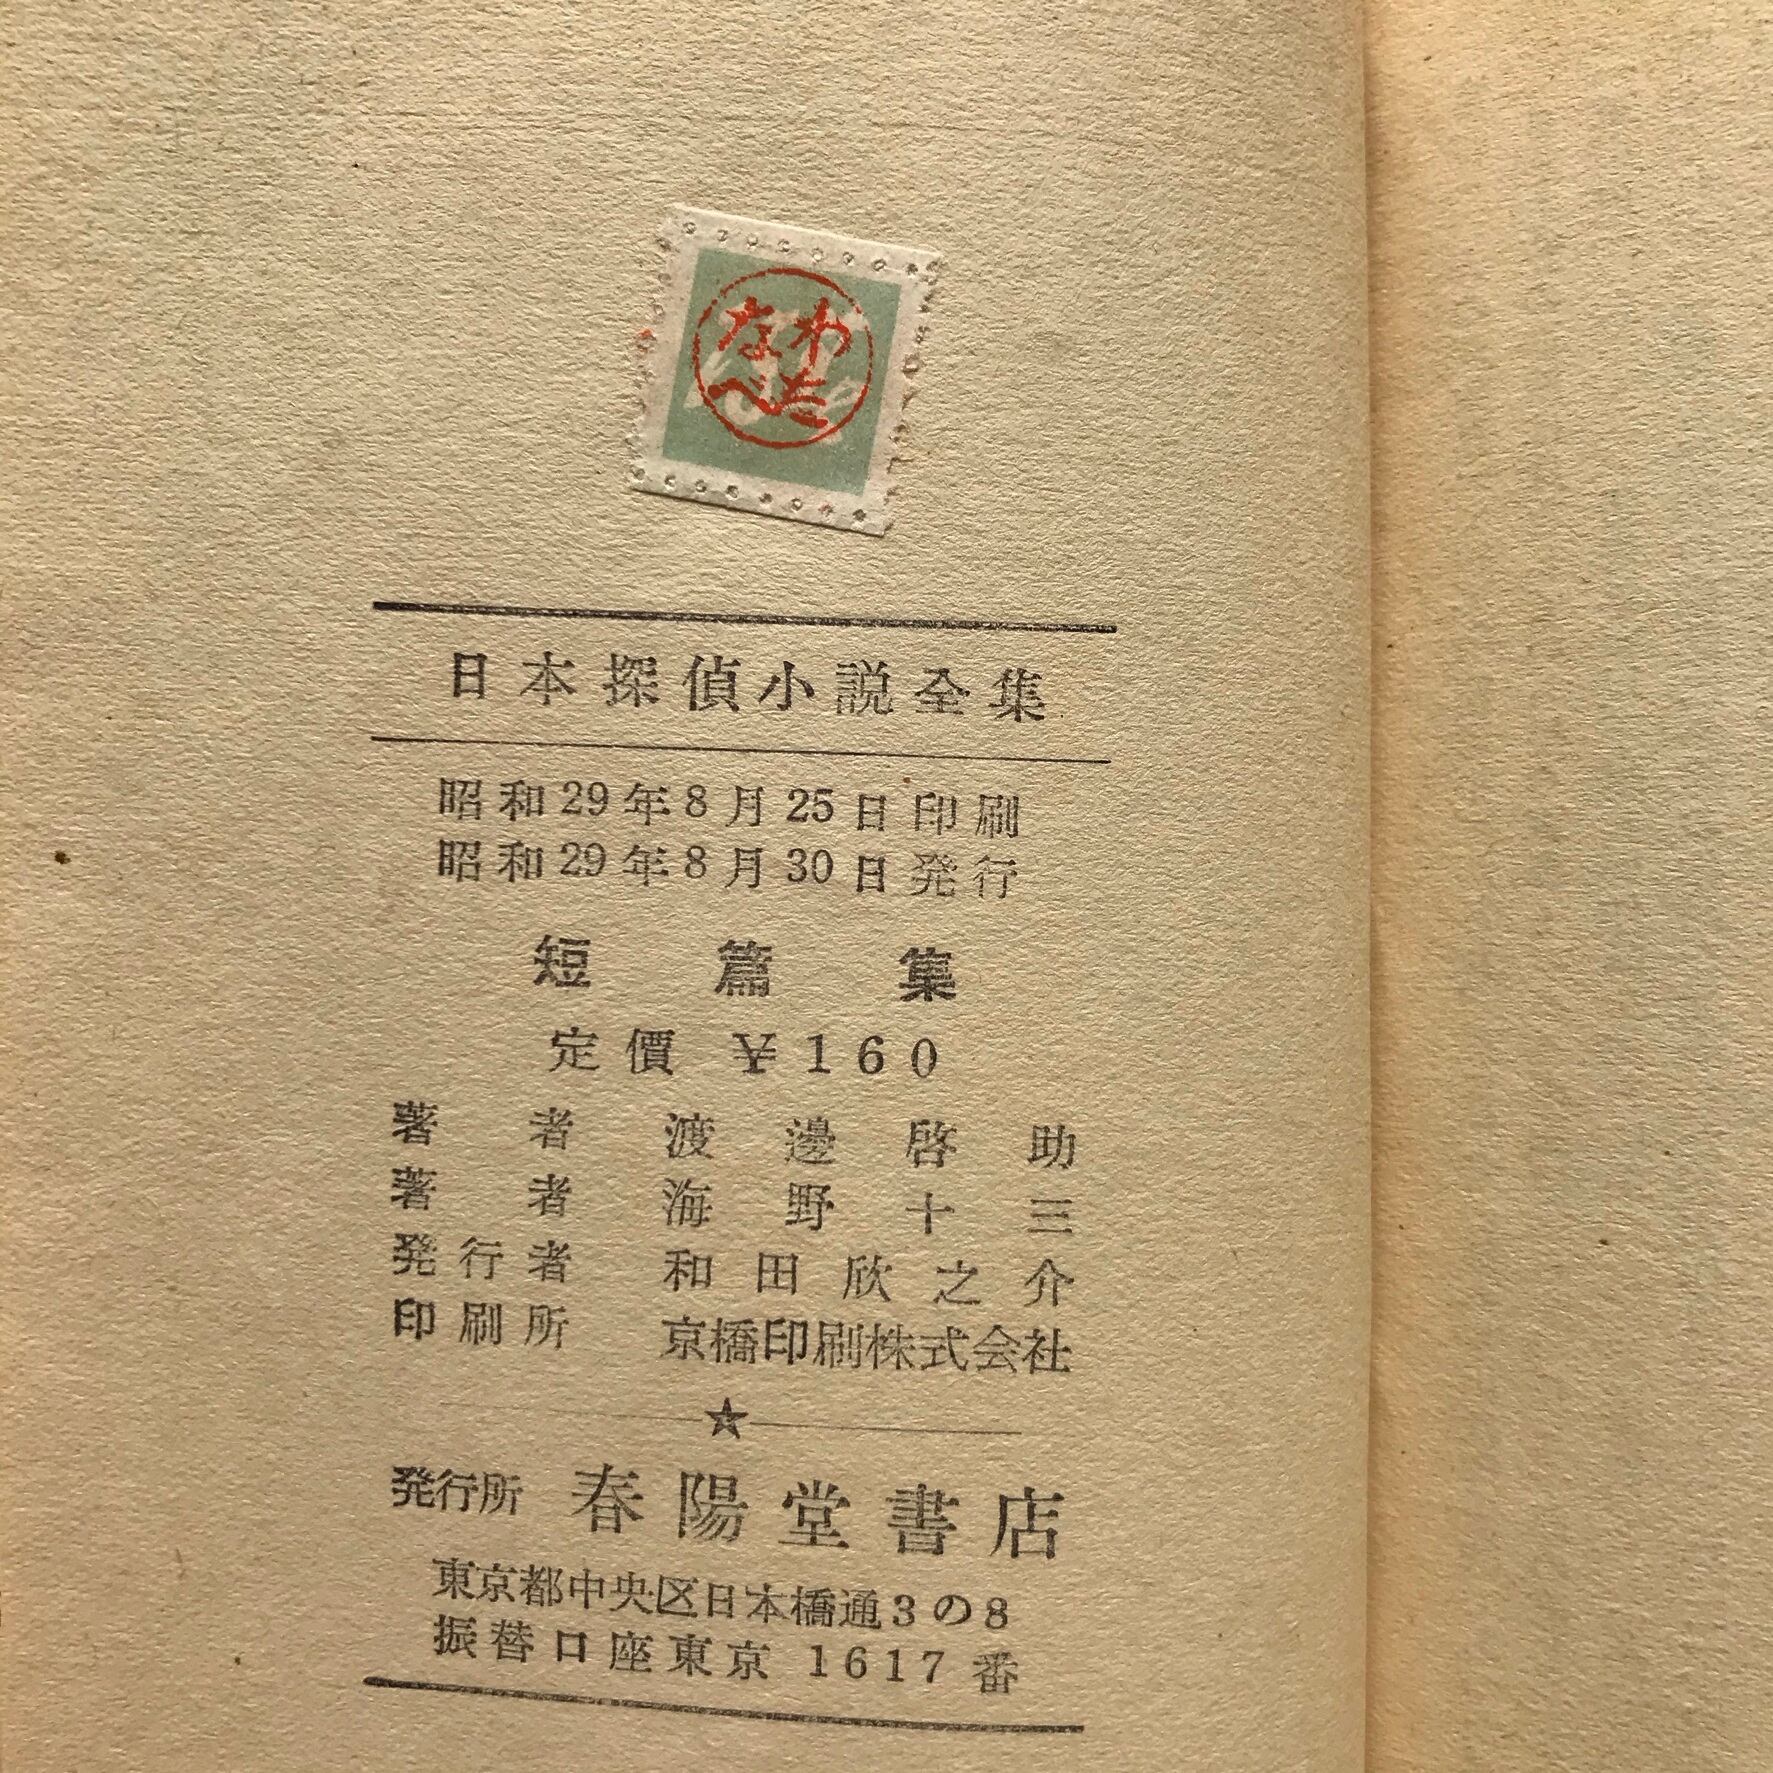 わたなべ
日本探偵小説全集
昭和29年8月25日印刷
昭和29年8月30日発行
短篇集
定價 ¥160
著者 渡邊啓助
著者 海野十三
発行者 和田欣之介
印刷所 京橋印刷株式会社
発行所 春陽堂書店
東京都中央区日本橋通3の8
振替口座東京 1617番